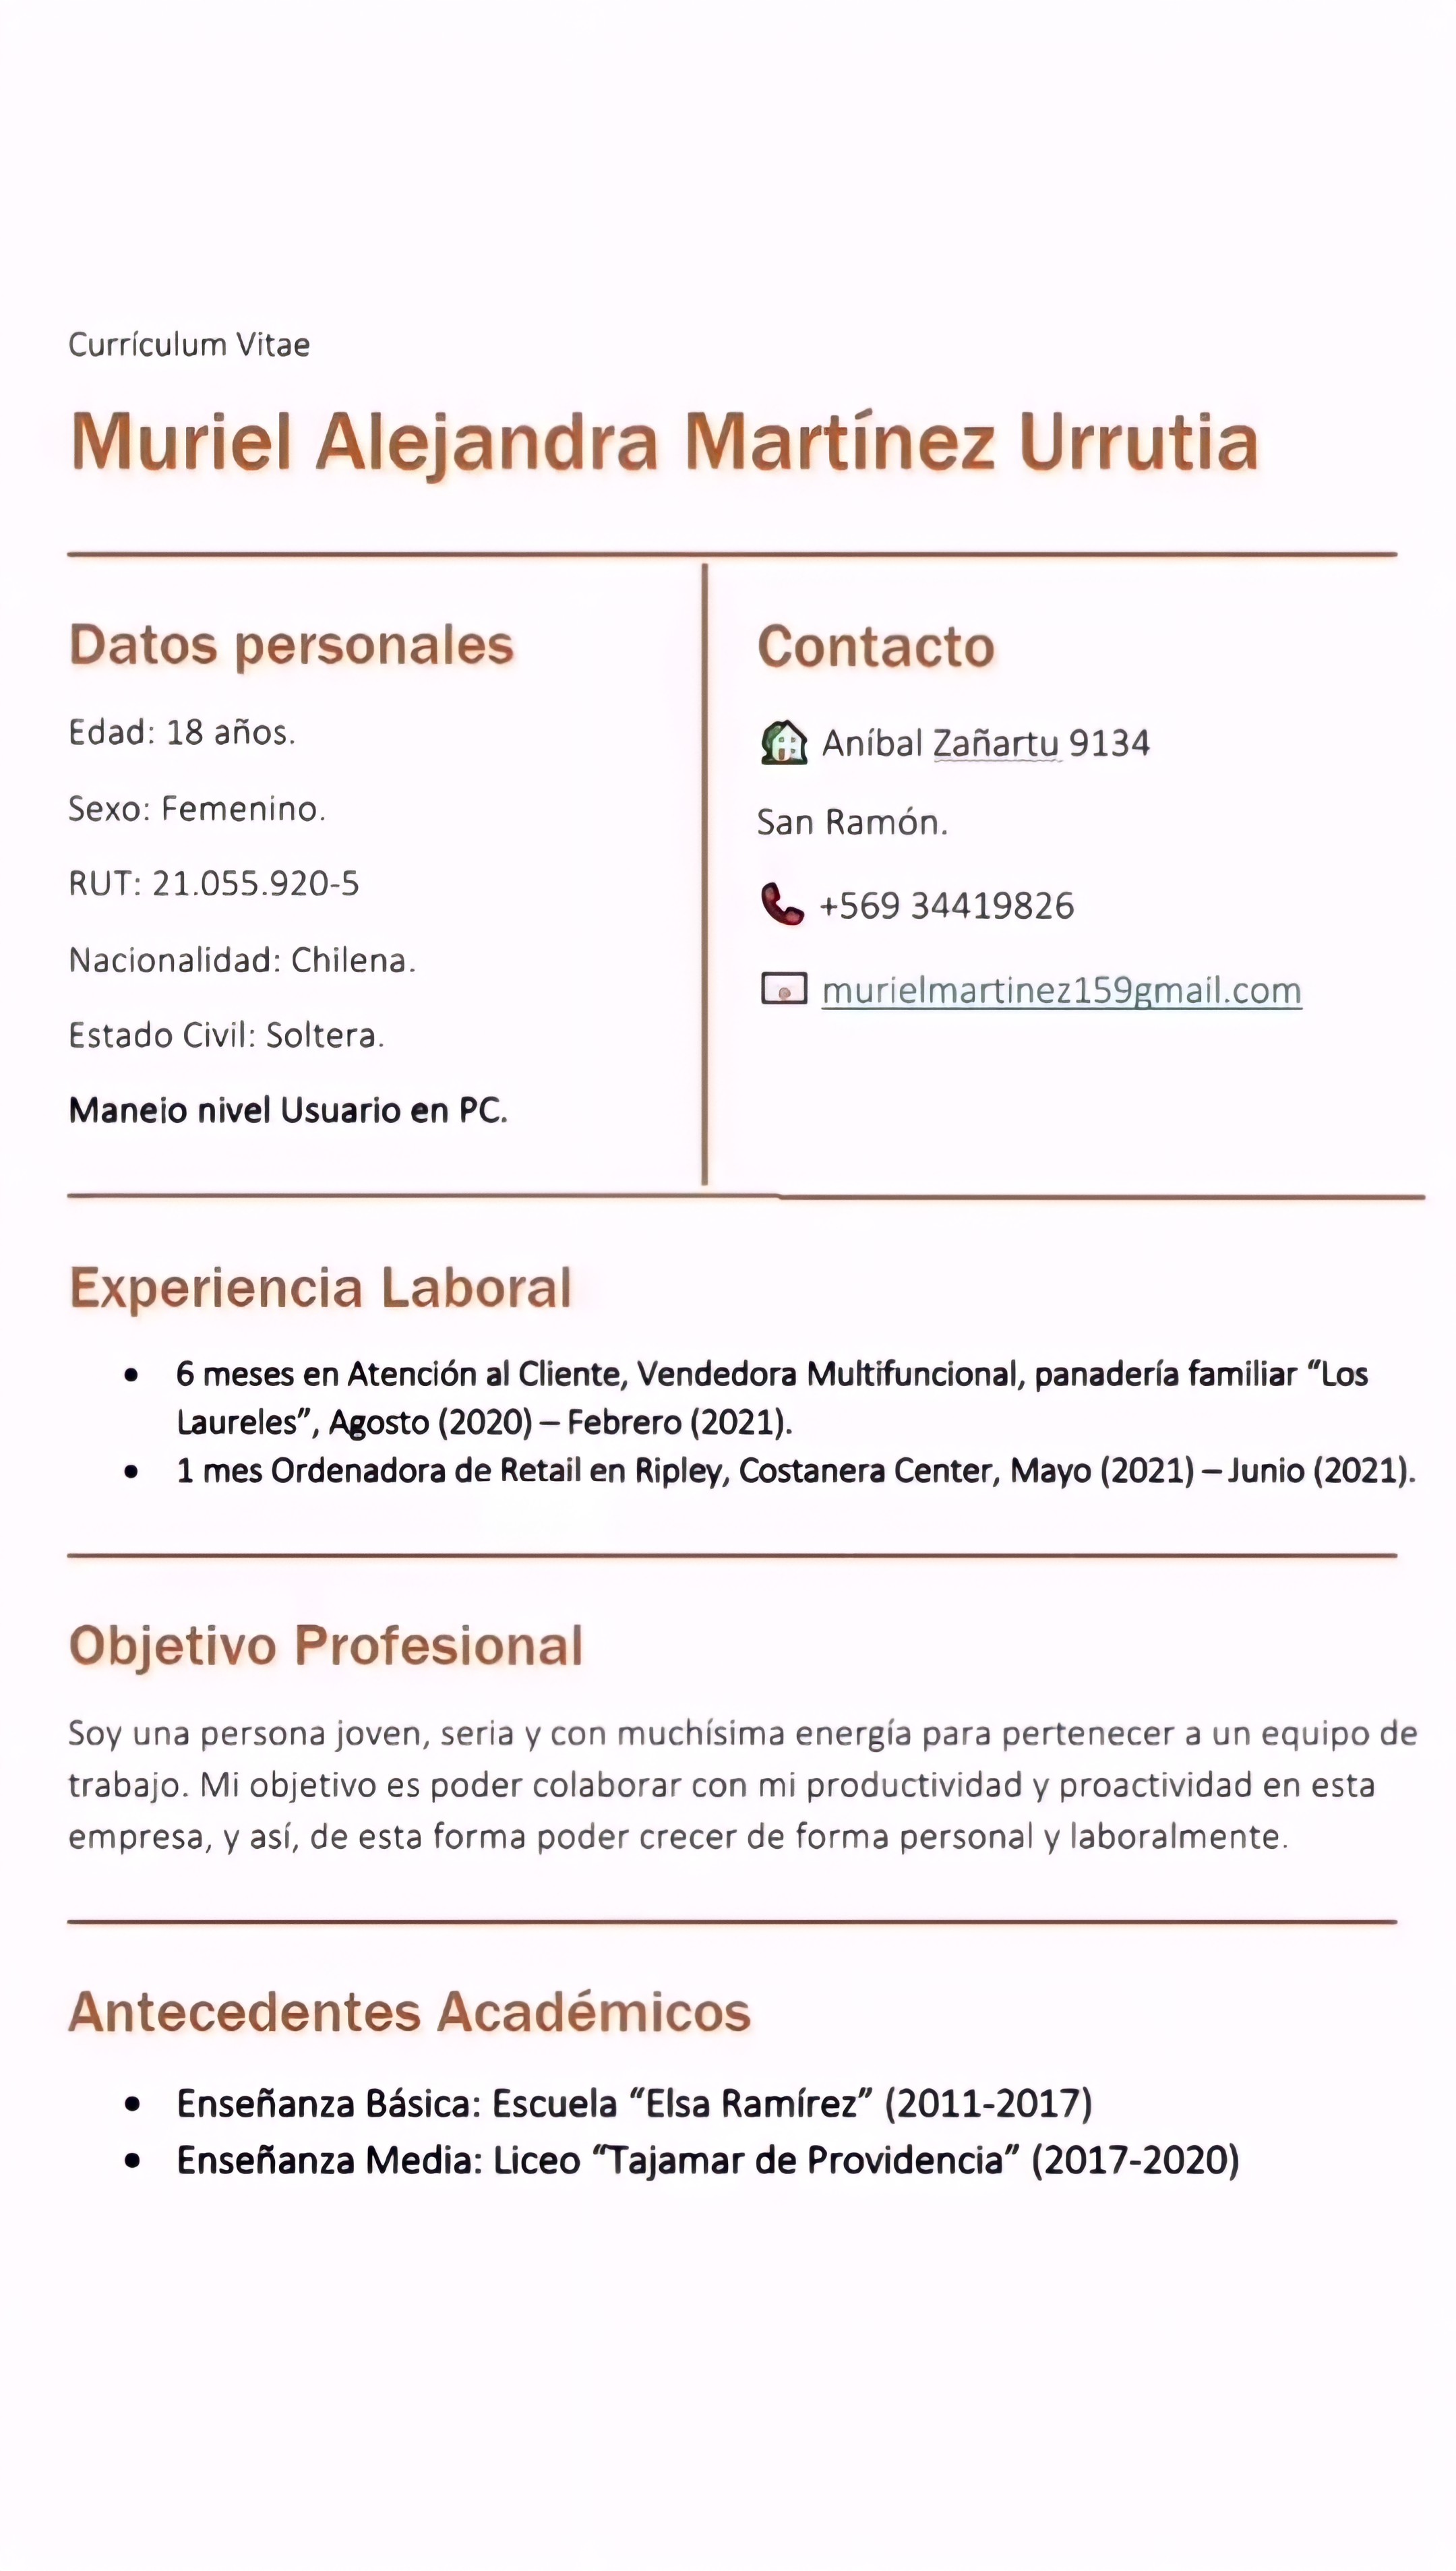 Currículum Vitae
Muriel Alejandra Martínez Urrutia
Datos personales
Edad: 18 años.
Sexo: Femenino.
RUT: 21.055.920-5
Nacionalidad: Chilena.
Estado Civil: Soltera.
Maneio nivel Usuario en PC.
Contacto
Aníbal Zañartu 9134
San Ramón.
+569 34419826
murielmartinez159gmail.com
Experiencia Laboral
• 6 meses en Atención al Cliente, Vendedora Multifuncional, panadería familiar “Los
Laureles”, Agosto (2020) – Febrero (2021).
• 1 mes Ordenadora de Retail en Ripley, Costanera Center, Mayo (2021) – Junio (2021).
Objetivo Profesional
Soy una persona joven, seria y con muchísima energía para pertenecer a un equipo de
trabajo. Mi objetivo es poder colaborar con mi productividad y proactividad en esta
empresa, y así, de esta forma poder crecer de forma personal y laboralmente.
Antecedentes Académicos
• Enseñanza Básica: Escuela “Elsa Ramírez” (2011-2017)
• Enseñanza Media: Liceo “Tajamar de Providencia” (2017-2020)